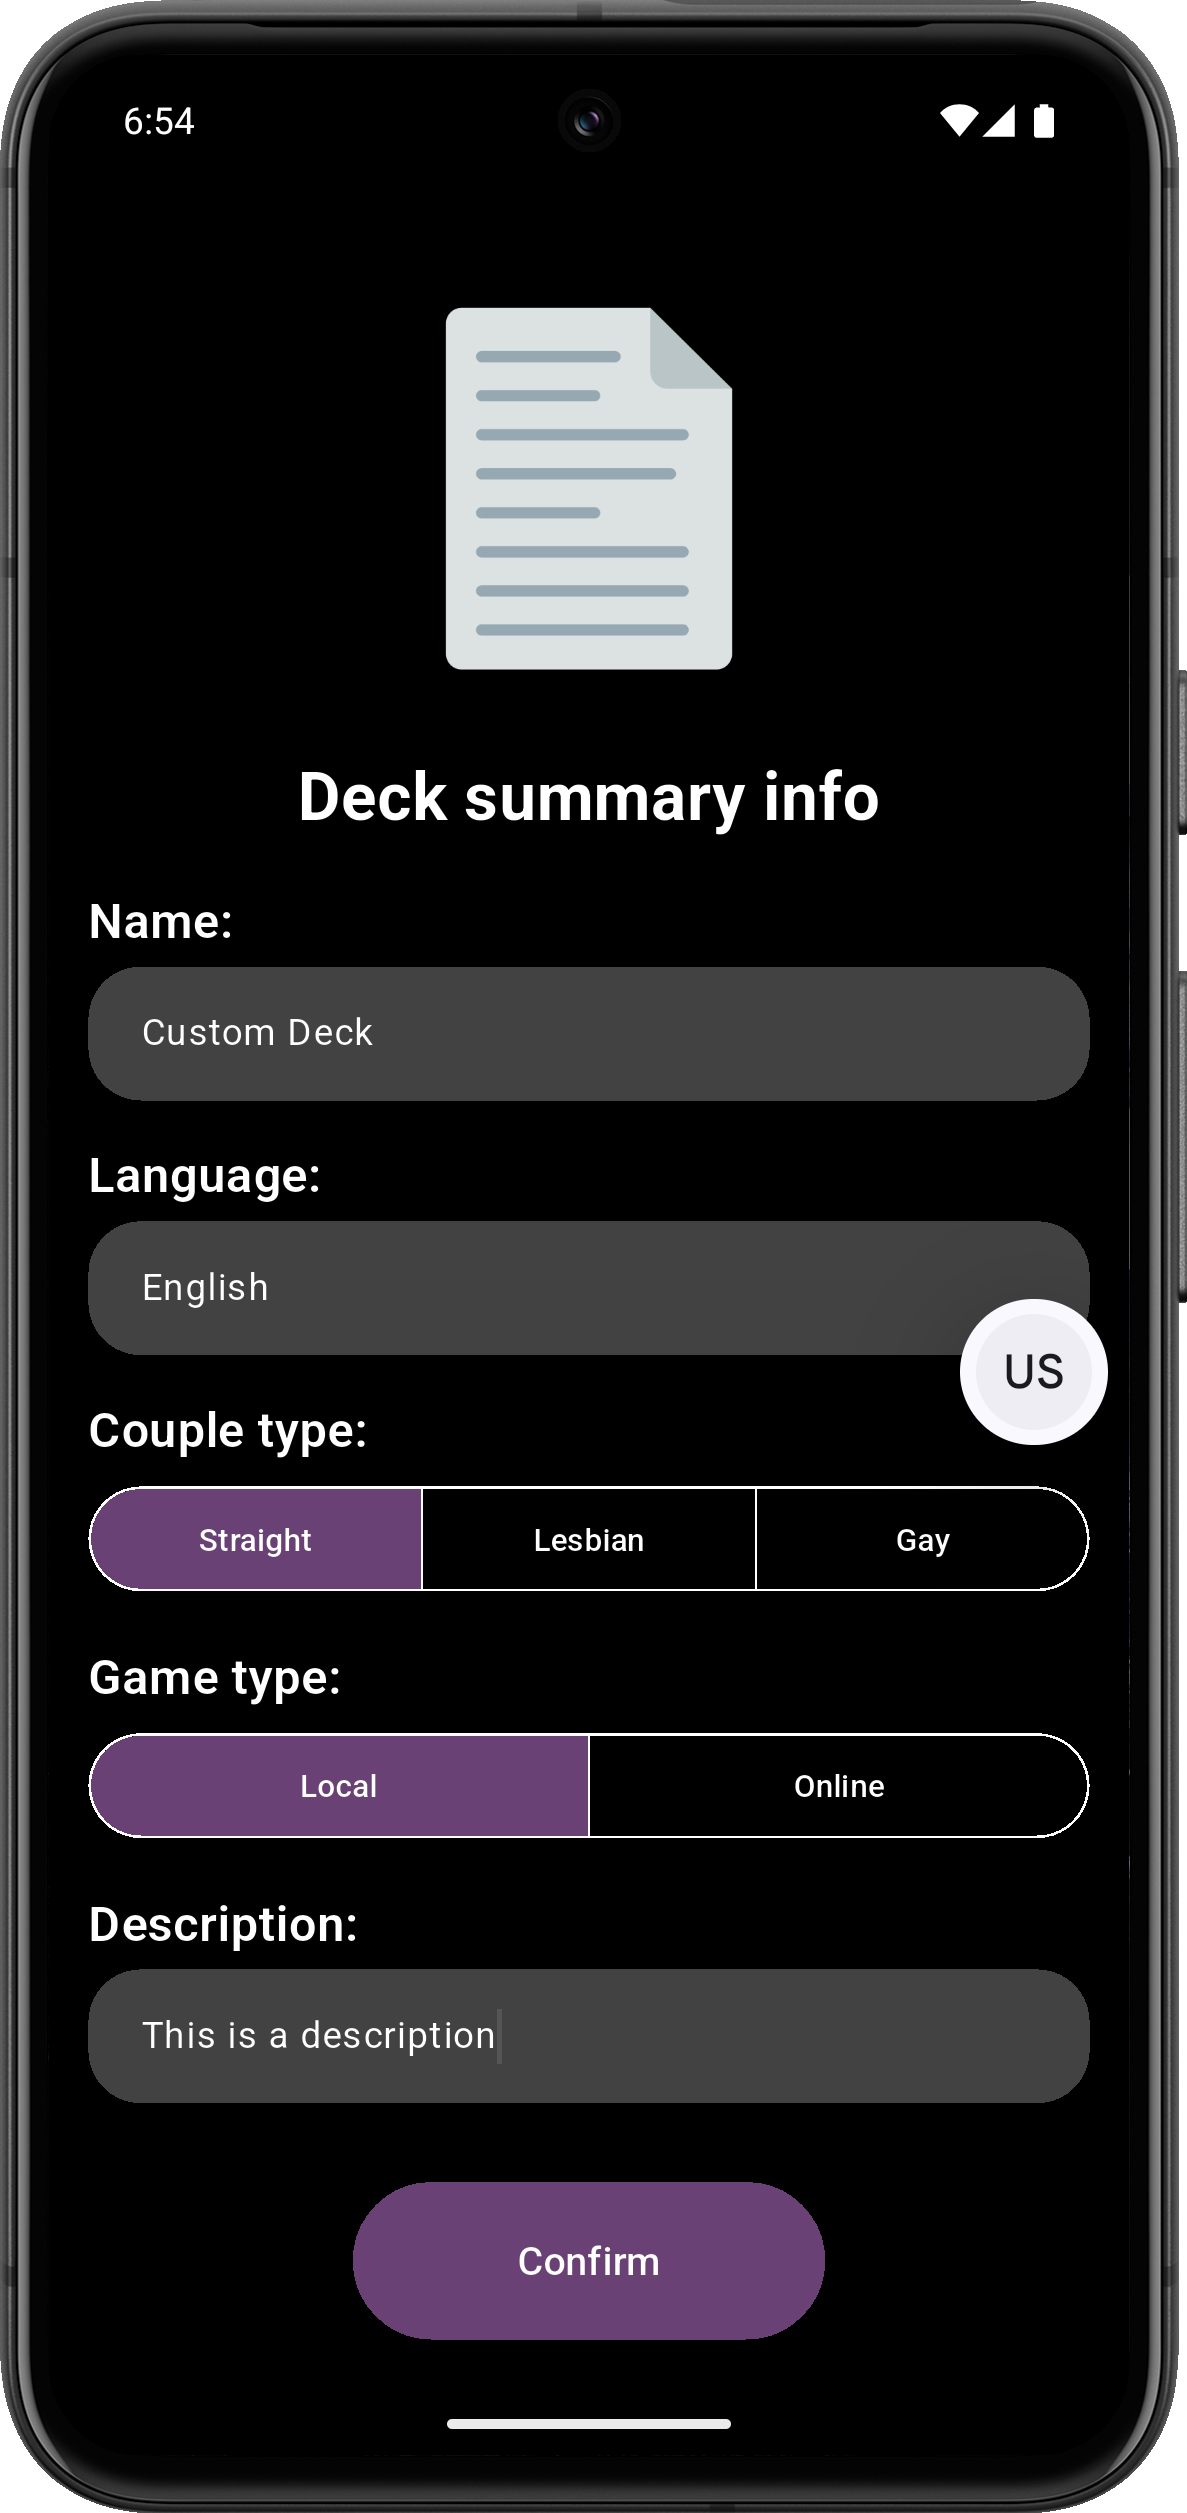 6:54
Deck summary info
Name:
Custom Deck
Language:
English
US
Couple type:
Straight Lesbian Gay
Game type:
Local Online
Description:
This is a description
Confirm